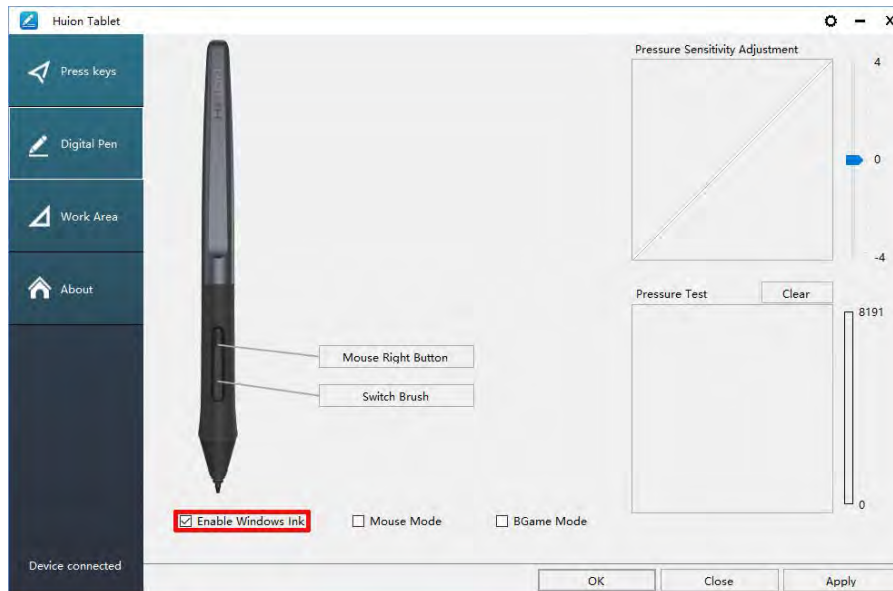 Huion Tablet
Press keys
Digital Pen
Work Area
About
Device connected
HUION
Mouse Right Button
Switch Brush
Enable Windows Ink
Mouse Mode
BGame Mode
Pressure Sensitivity Adjustment
4
0
-4
Pressure Test
Clear
8191
0
OK
Close
Apply